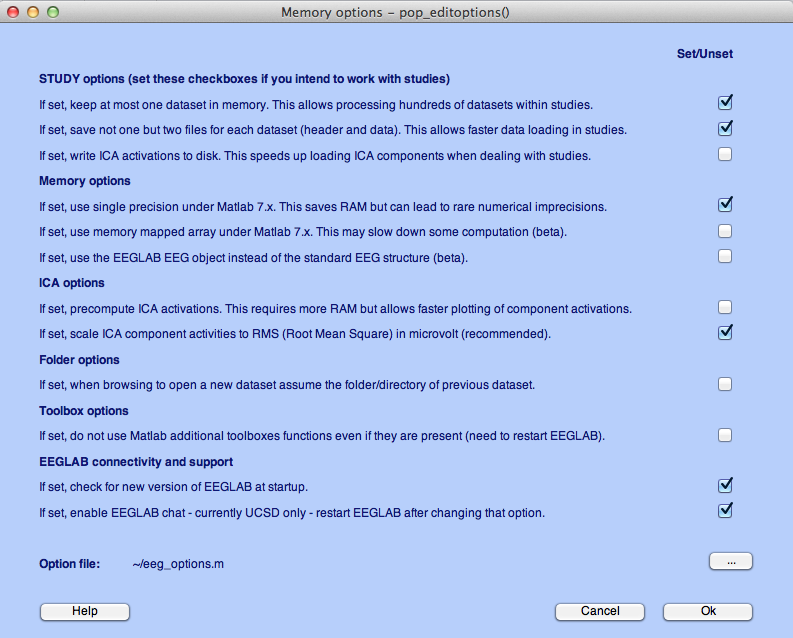 Memory options - pop_editoptions()
Set/Unset
STUDY options (set these checkboxes if you intend to work with studies)
If set, keep at most one dataset in memory. This allows processing hundreds of datasets within studies.
If set, save not one but two files for each dataset (header and data). This allows faster data loading in studies.
If set, write ICA activations to disk. This speeds up loading ICA components when dealing with studies.
Memory options
If set, use single precision under Matlab 7.x. This saves RAM but can lead to rare numerical imprecisions.
If set, use memory mapped array under Matlab 7.x. This may slow down some computation (beta).
If set, use the EEGLAB EEG object instead of the standard EEG structure (beta).
ICA options
If set, precompute ICA activations. This requires more RAM but allows faster plotting of component activations.
If set, scale ICA component activities to RMS (Root Mean Square) in microvolt (recommended).
Folder options
If set, when browsing to open a new dataset assume the folder/directory of previous dataset.
Toolbox options
If set, do not use Matlab additional toolboxes functions even if they are present (need to restart EEGLAB).
EEGLAB connectivity and support
If set, check for new version of EEGLAB at startup.
If set, enable EEGLAB chat - currently UCSD only - restart EEGLAB after changing that option.
Option file: ~/eeg_options.m ...
Help Cancel Ok